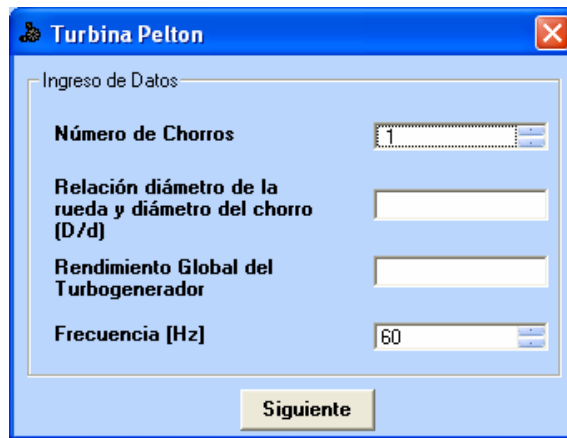 Turbina Pelton
Ingreso de Datos
Número de Chorros
1
Relación diámetro de la
rueda y diámetro del chorro
(D/d)
Rendimiento Global del
Turbogenerador
Frecuencia [Hz]
60
Siguiente